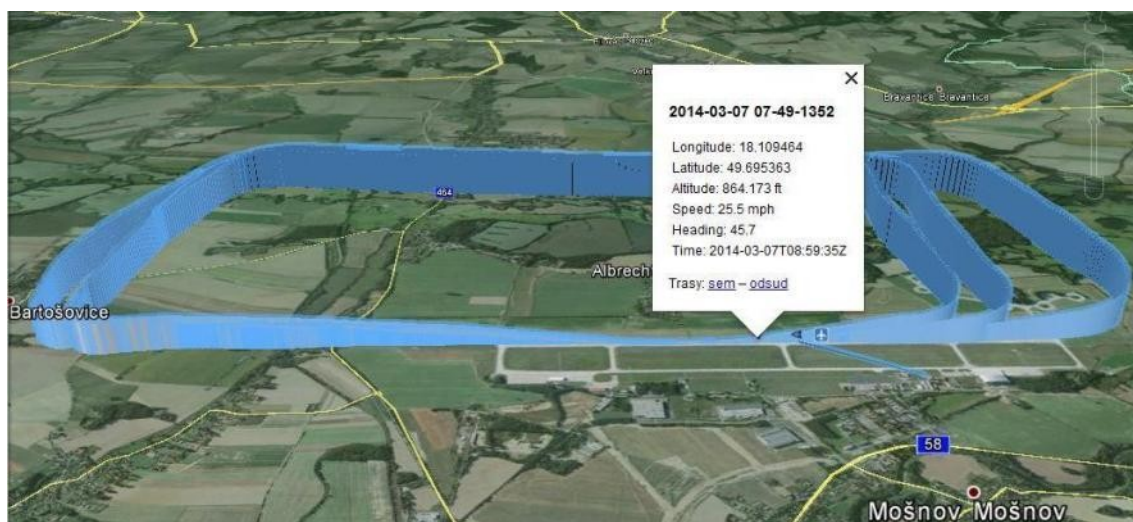 Bravantice Bravantice
2014-03-07 07-49-1352
Longitude: 18.109464
Latitude: 49.695363
Altitude: 864.173 ft
Speed: 25.5 mph
Heading: 45.7
Time: 2014-03-07T08:59:35Z
Trasy: sem – odsud
464
Albrech
Bartošovice
58
Mošnov Mošnov